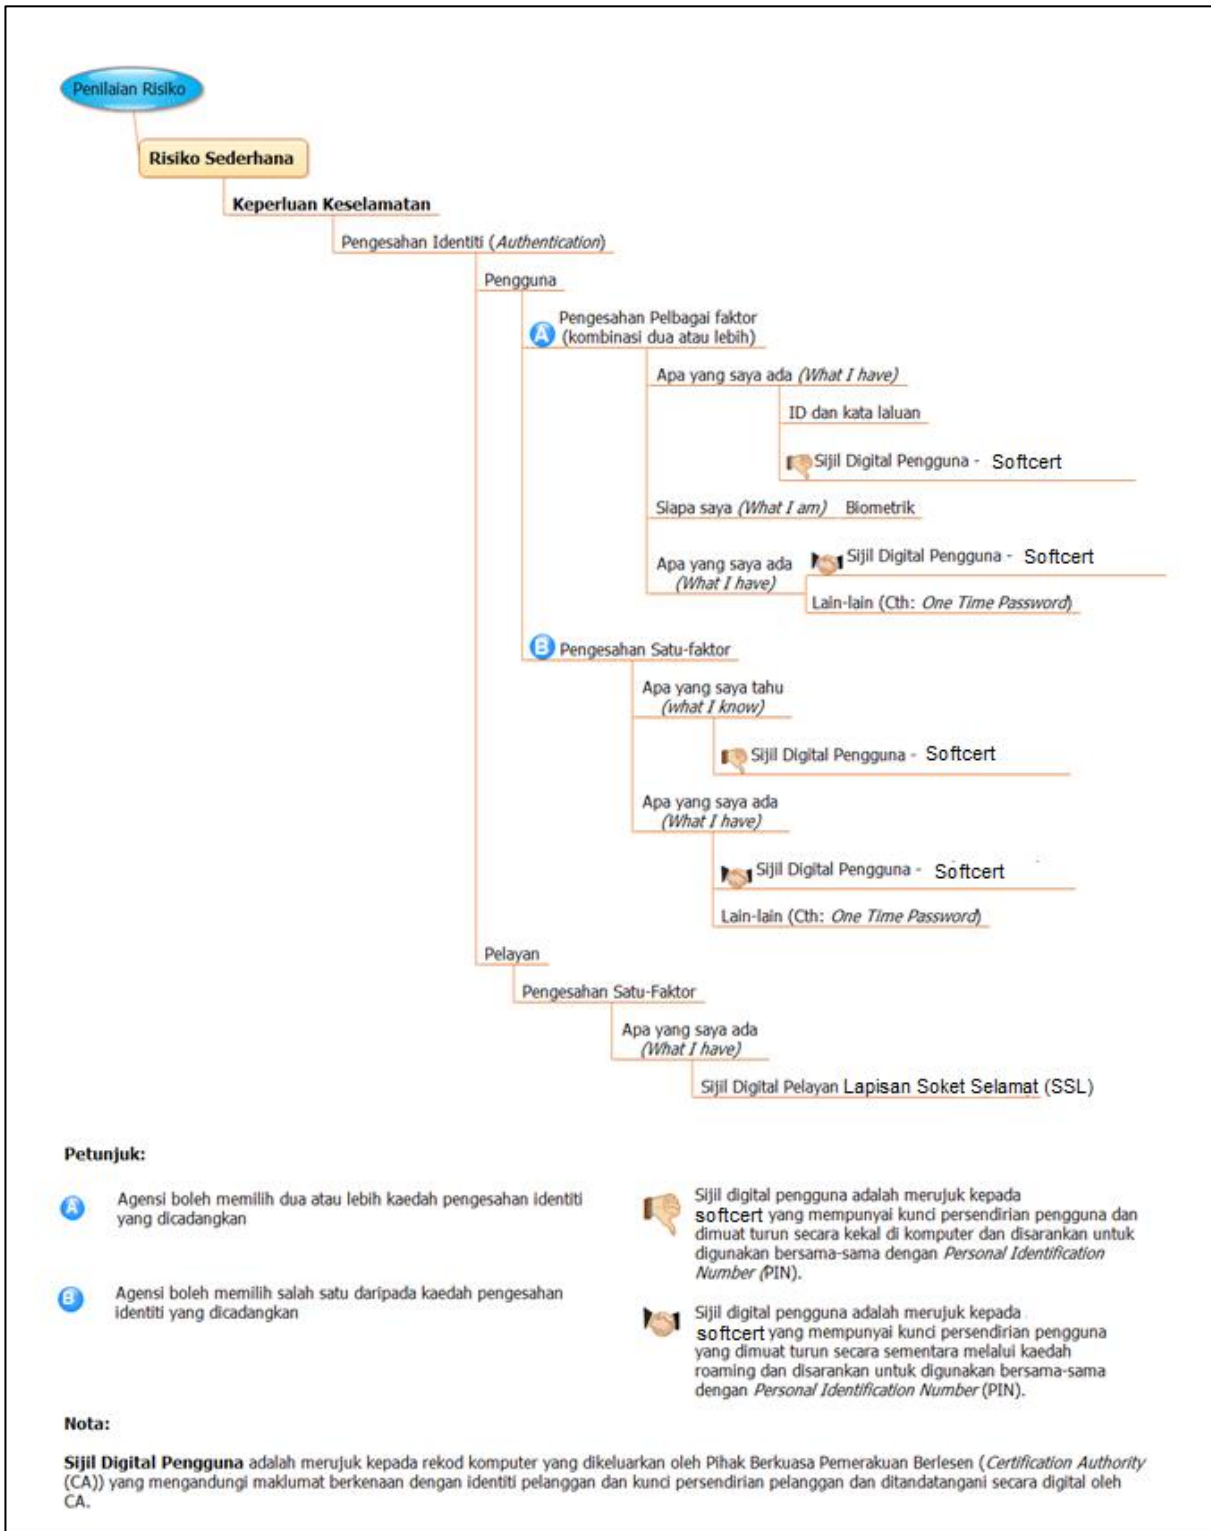 Penilaian Risiko
Risiko Sederhana
Keperluan Keselamatan
Pengesahan Identiti (Authentication)
Pengguna
A
Pengesahan Pelbagai faktor
(kombinasi dua atau lebih)
Apa yang saya ada (What I have)
ID dan kata laluan
Sijil Digital Pengguna - Softcert
Siapa saya (What I am) Biometrik
Apa yang saya ada
(What I have)
Sijil Digital Pengguna - Softcert
Lain-lain (Cth: One Time Password)
B Pengesahan Satu-faktor
Apa yang saya tahu
(what I know)
Sijil Digital Pengguna - Softcert
Apa yang saya ada
(What I have)
Sijil Digital Pengguna - Softcert
Lain-lain (Cth: One Time Password)
Pelayan
Pengesahan Satu-Faktor
Apa yang saya ada
(What I have)
Sijil Digital Pelayan Lapisan Soket Selamat (SSL)
Petunjuk:
A
Agensi boleh memilih dua atau lebih kaedah pengesahan identiti
yang dicadangkan
B
Agensi boleh memilih salah satu daripada kaedah pengesahan
identiti yang dicadangkan
Sijil digital pengguna adalah merujuk kepada
softcert yang mempunyai kunci persendirian pengguna dan
dimuat turun secara kekal di komputer dan disarankan untuk
digunakan bersama-sama dengan Personal Identification
Number (PIN).
Sijil digital pengguna adalah merujuk kepada
softcert yang mempunyai kunci persendirian pengguna
yang dimuat turun secara sementara melalui kaedah
roaming dan disarankan untuk digunakan bersama-sama
dengan Personal Identification Number (PIN).
Nota:
Sijil Digital Pengguna adalah merujuk kepada rekod komputer yang dikeluarkan oleh Pihak Berkuasa Pemerakuan Berlesen (Certification Authority
(CA)) yang mengandungi maklumat berkenaan dengan identiti pelanggan dan kunci persendirian pelanggan dan ditandatangani secara digital oleh
CA.